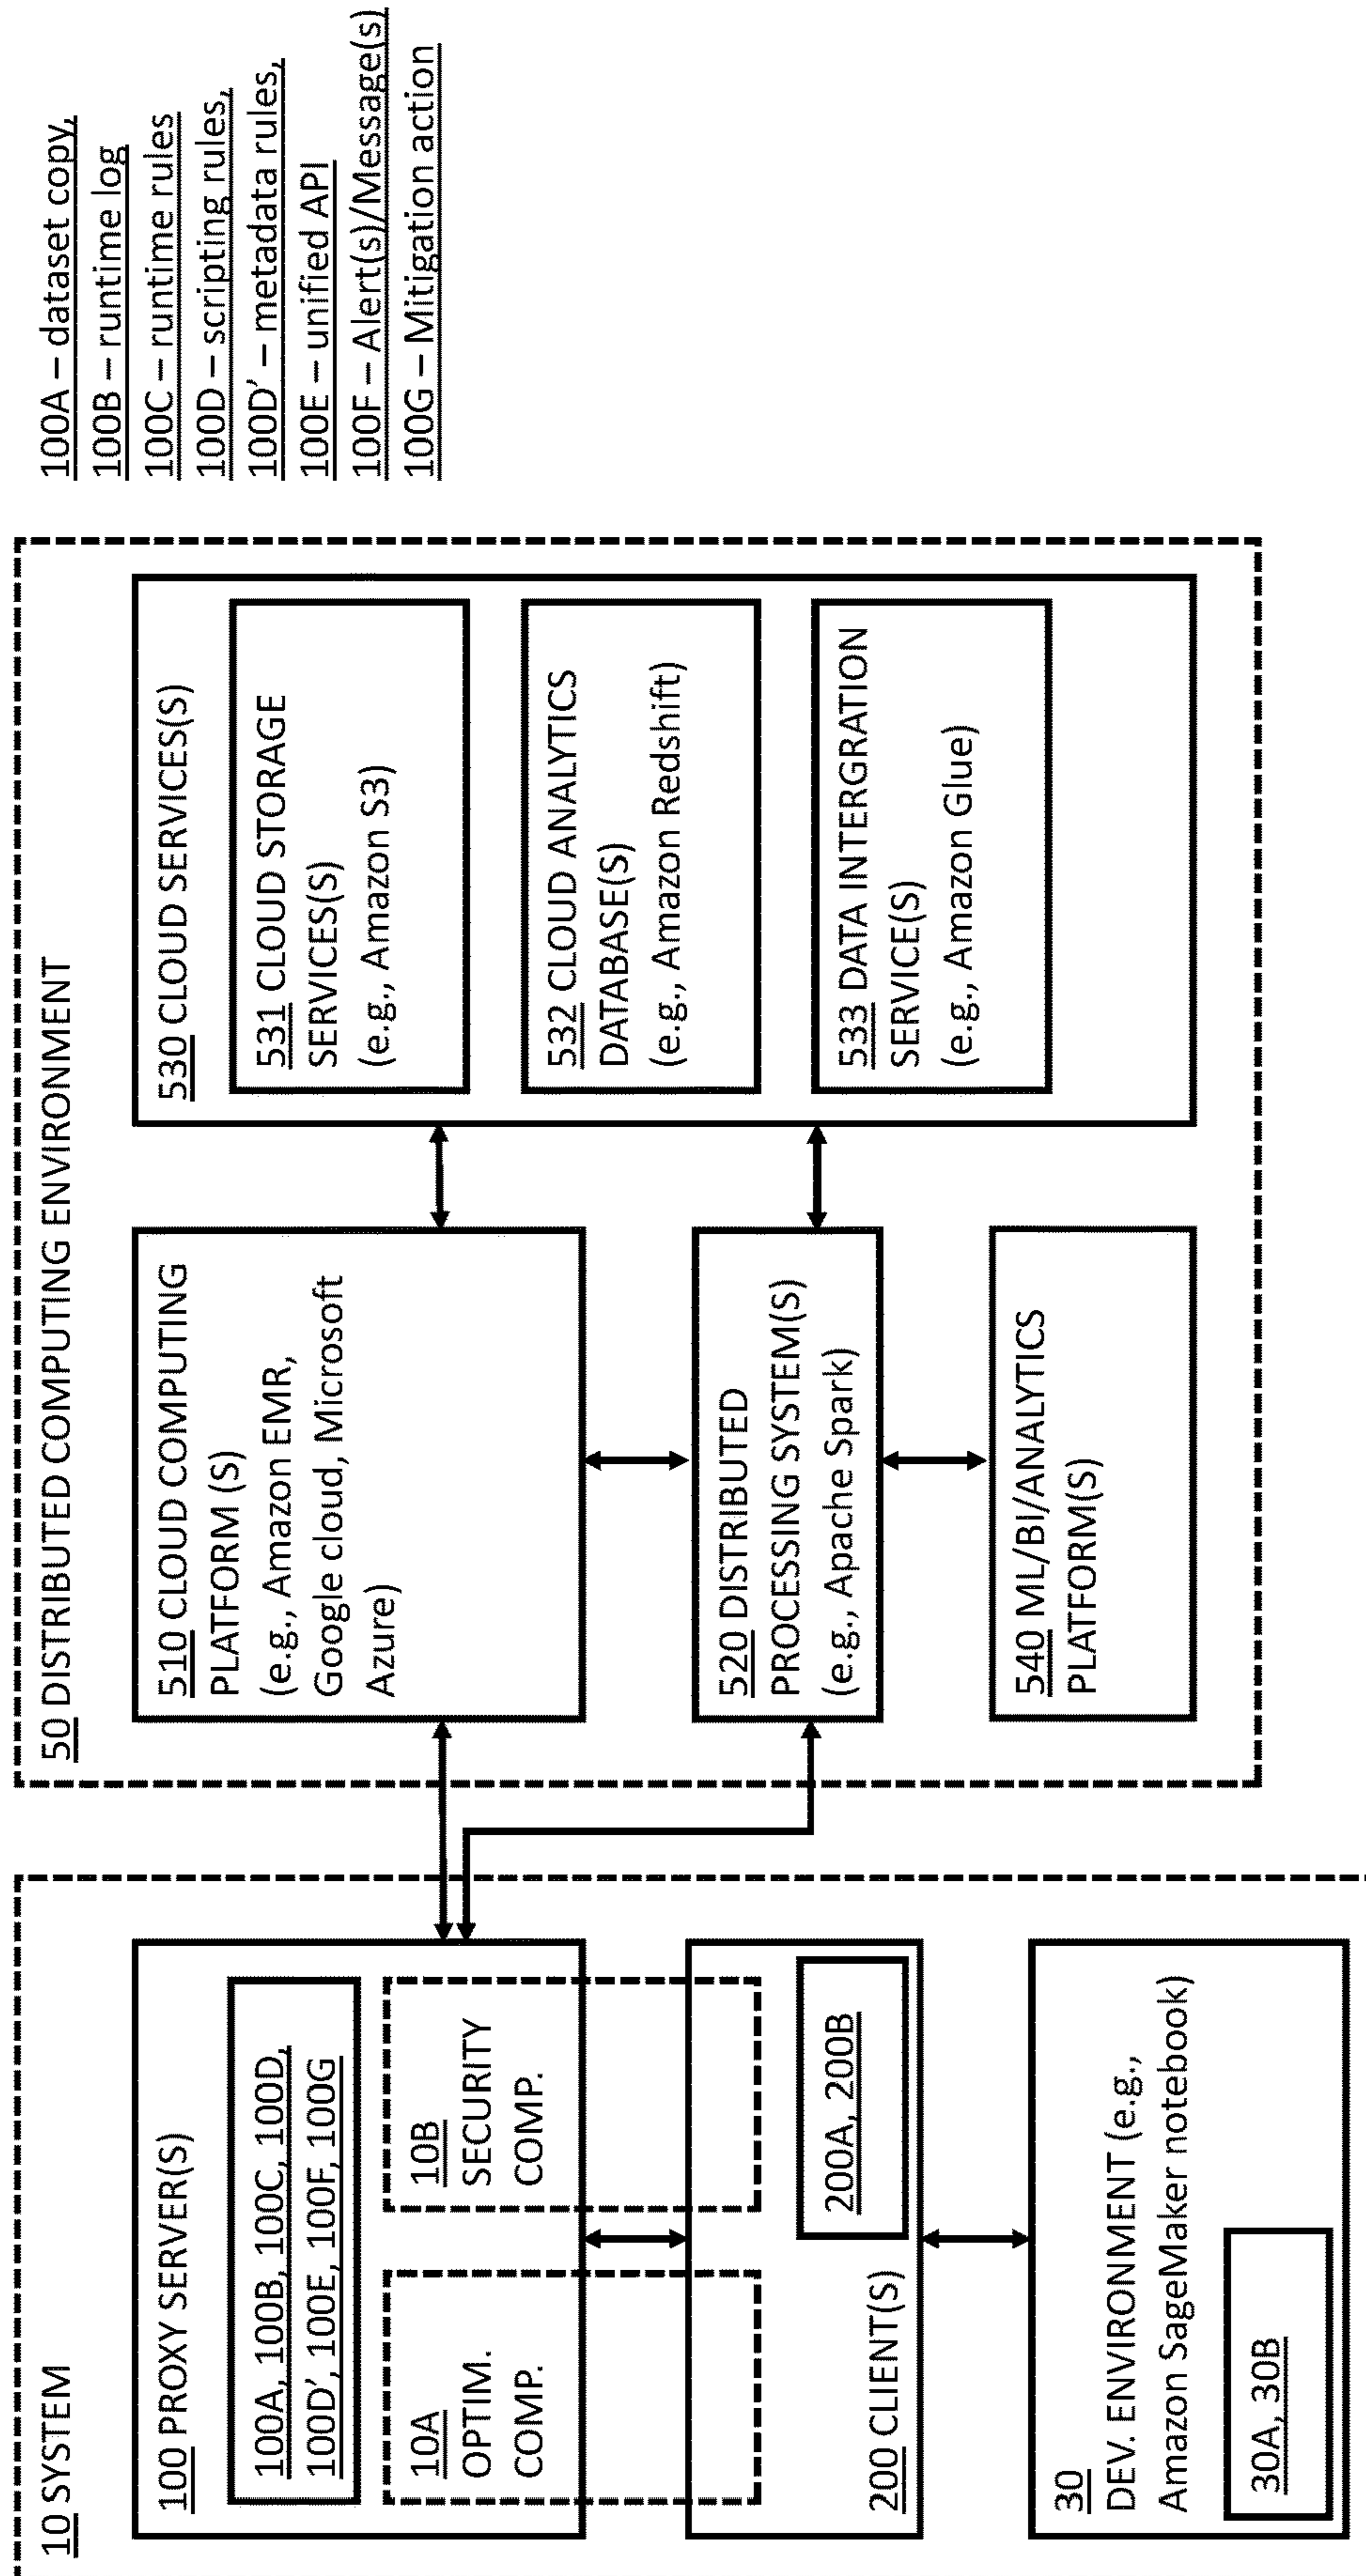 10 SYSTEM
100 PROXY SERVER(S)
100A, 100B, 100C, 100D,
100D', 100E, 100F, 100G
10A
OPTIM.
COMP.
10B
SECURITY
COMP.
200 CLIENT(S)
200A, 200B
30
DEV. ENVIRONMENT (e.g.,
Amazon SageMaker notebook)
30A, 30B
50 DISTRIBUTED COMPUTING ENVIRONMENT
510 CLOUD COMPUTING
PLATFORM (S)
(e.g., Amazon EMR,
Google cloud, Microsoft
Azure)
520 DISTRIBUTED
PROCESSING SYSTEM(S)
(e.g., Apache Spark)
540 ML/BI/ANALYTICS
PLATFORM(S)
530 CLOUD SERVICES(S)
531 CLOUD STORAGE
SERVICES(S)
(e.g., Amazon S3)
532 CLOUD ANALYTICS
DATABASE(S)
(e.g., Amazon Redshift)
533 DATA INTERGRATION
SERVICE(S)
(e.g., Amazon Glue)
100A – dataset copy,
100B – runtime log
100C – runtime rules
100D – scripting rules,
100D' – metadata rules,
100E – unified API
100F – Alert(s)/Message(s)
100G – Mitigation action